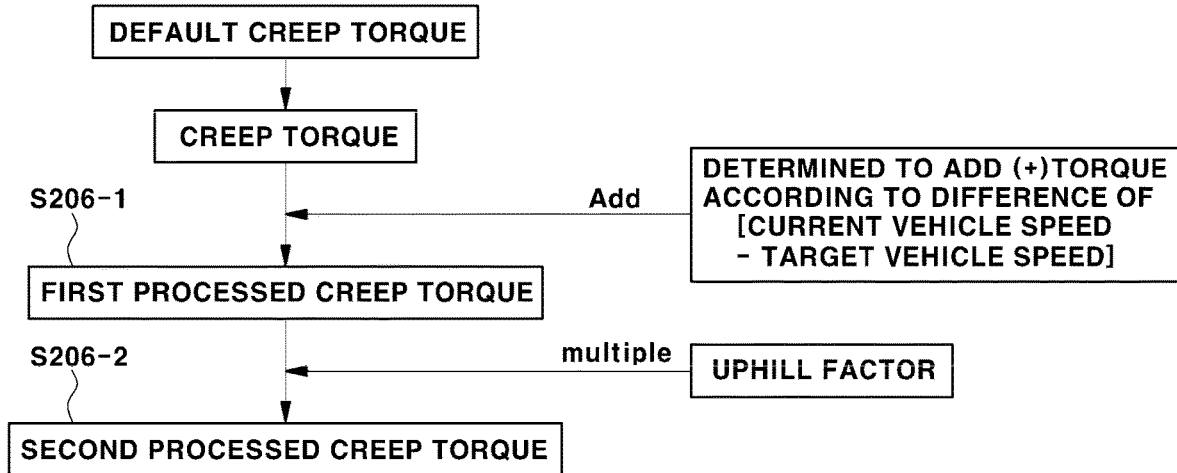 DEFAULT CREEP TORQUE
CREEP TORQUE
S206-1
Add
DETERMINED TO ADD (+)TORQUE
ACCORDING TO DIFFERENCE OF
[CURRENT VEHICLE SPEED
- TARGET VEHICLE SPEED]
FIRST PROCESSED CREEP TORQUE
S206-2
multiple
UPHILL FACTOR
SECOND PROCESSED CREEP TORQUE